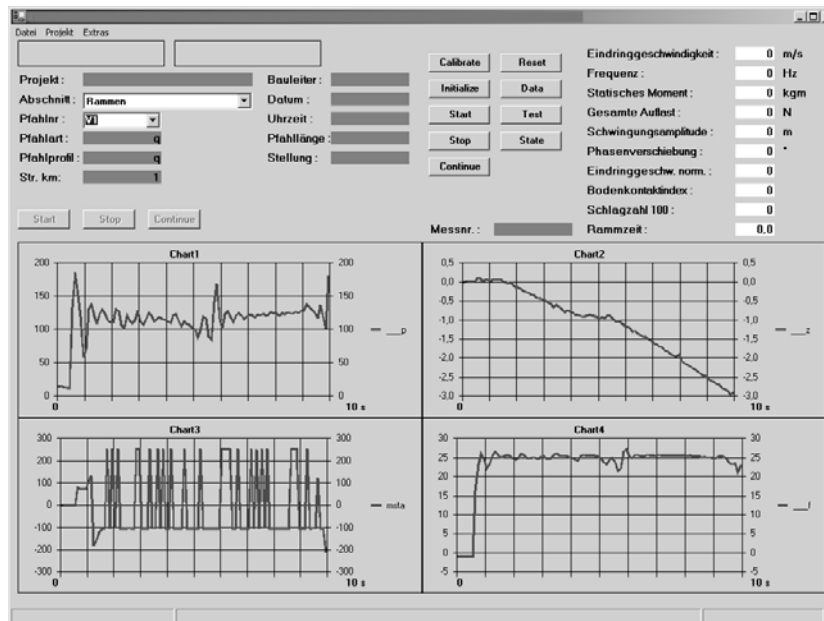 Datei Projekt Extras
Projekt :
Abschnitt : Rammen
Pfahlnr : V1
Pfahlart : q
Pfahlprofil : q
Str. km: 1
Bauleiter :
Datum :
Uhrzeit :
Pfahllänge :
Stellung :
Calibrate Reset
Initialize Data
Start Test
Stop State
Continue
Eindringgeschwindigkeit : 0 m/s
Frequenz : 0 Hz
Statisches Moment : 0 kgm
Gesamte Auflast : 0 N
Schwingungsamplitude : 0 m
Phasenverschiebung : 0 °
Eindringgeschw. norm. : 0
Bodenkontaktindex : 0
Schlagzahl 100 : 0
Rammzeit : 0.0
Start Stop Continue
Messnr. :
Chart1
200 200
150 150
100 100
50 50
0 0
0 10 s
___p
Chart2
0,5 0,5
0,0 0,0
-0,5 -0,5
-1,0 -1,0
-1,5 -1,5
-2,0 -2,0
-2,5 -2,5
-3,0 -3,0
0 10 s
___z
Chart3
300 300
200 200
100 100
0 0
-100 -100
-200 -200
-300 -300
0 10 s
msta
Chart4
30 30
25 25
20 20
15 15
10 10
5 5
0 0
-5 -5
0 10 s
___f